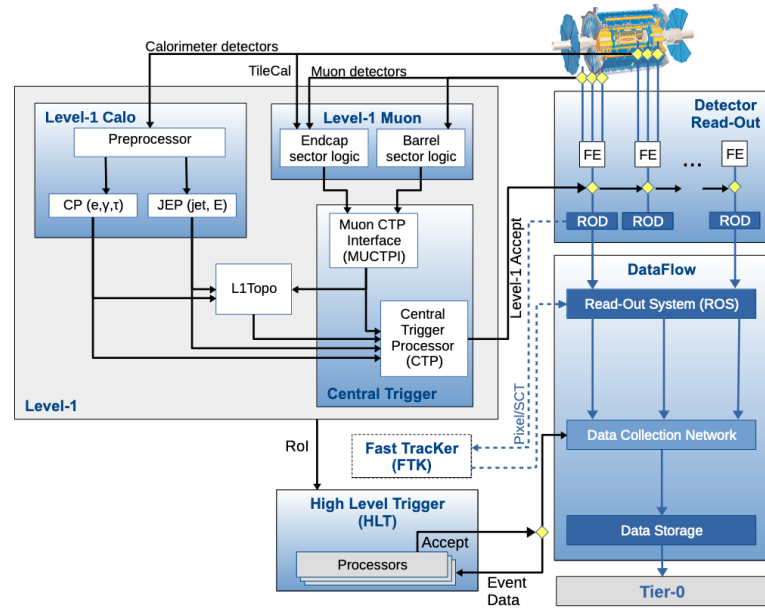 Calorimeter detectors
TileCal
Muon detectors
Level-1 Calo
Preprocessor
CP (e,γ,τ)
JEP (jet, E)
Level-1 Muon
Endcap
sector logic
Barrel
sector logic
Detector
Read-Out
FE
FE
...
FE
ROD
ROD
ROD
Level-1 Accept
Muon CTP
Interface
(MUCTPI)
L1Topo
Central
Trigger
Processor
(CTP)
Central Trigger
Level-1
DataFlow
Read-Out System (ROS)
Pixel/SCT
Data Collection Network
RoI
Fast TracKer
(FTK)
High Level Trigger
(HLT)
Accept
Processors
Event
Data
Data Storage
Tier-0